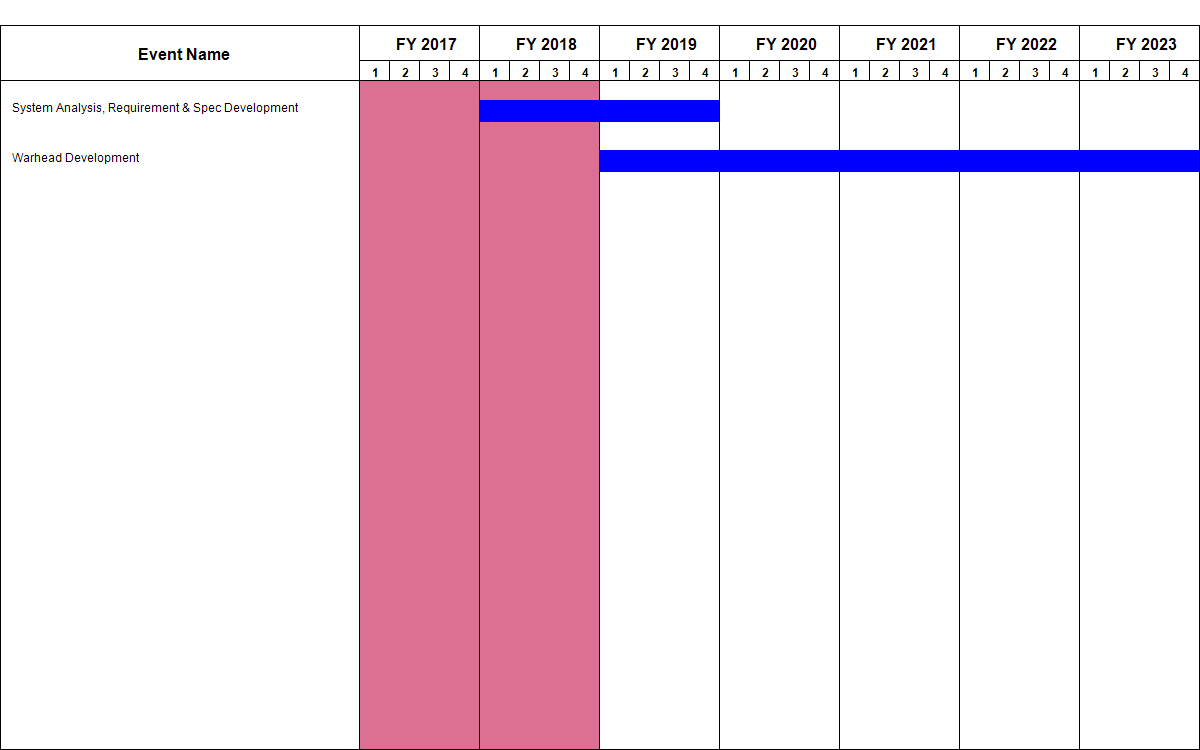 Event Name
FY 2017 FY 2018 FY 2019 FY 2020 FY 2021 FY 2022 FY 2023
1 2 3 4 1 2 3 4 1 2 3 4 1 2 3 4 1 2 3 4 1 2 3 4 1 2 3 4
System Analysis, Requirement & Spec Development
Warhead Development